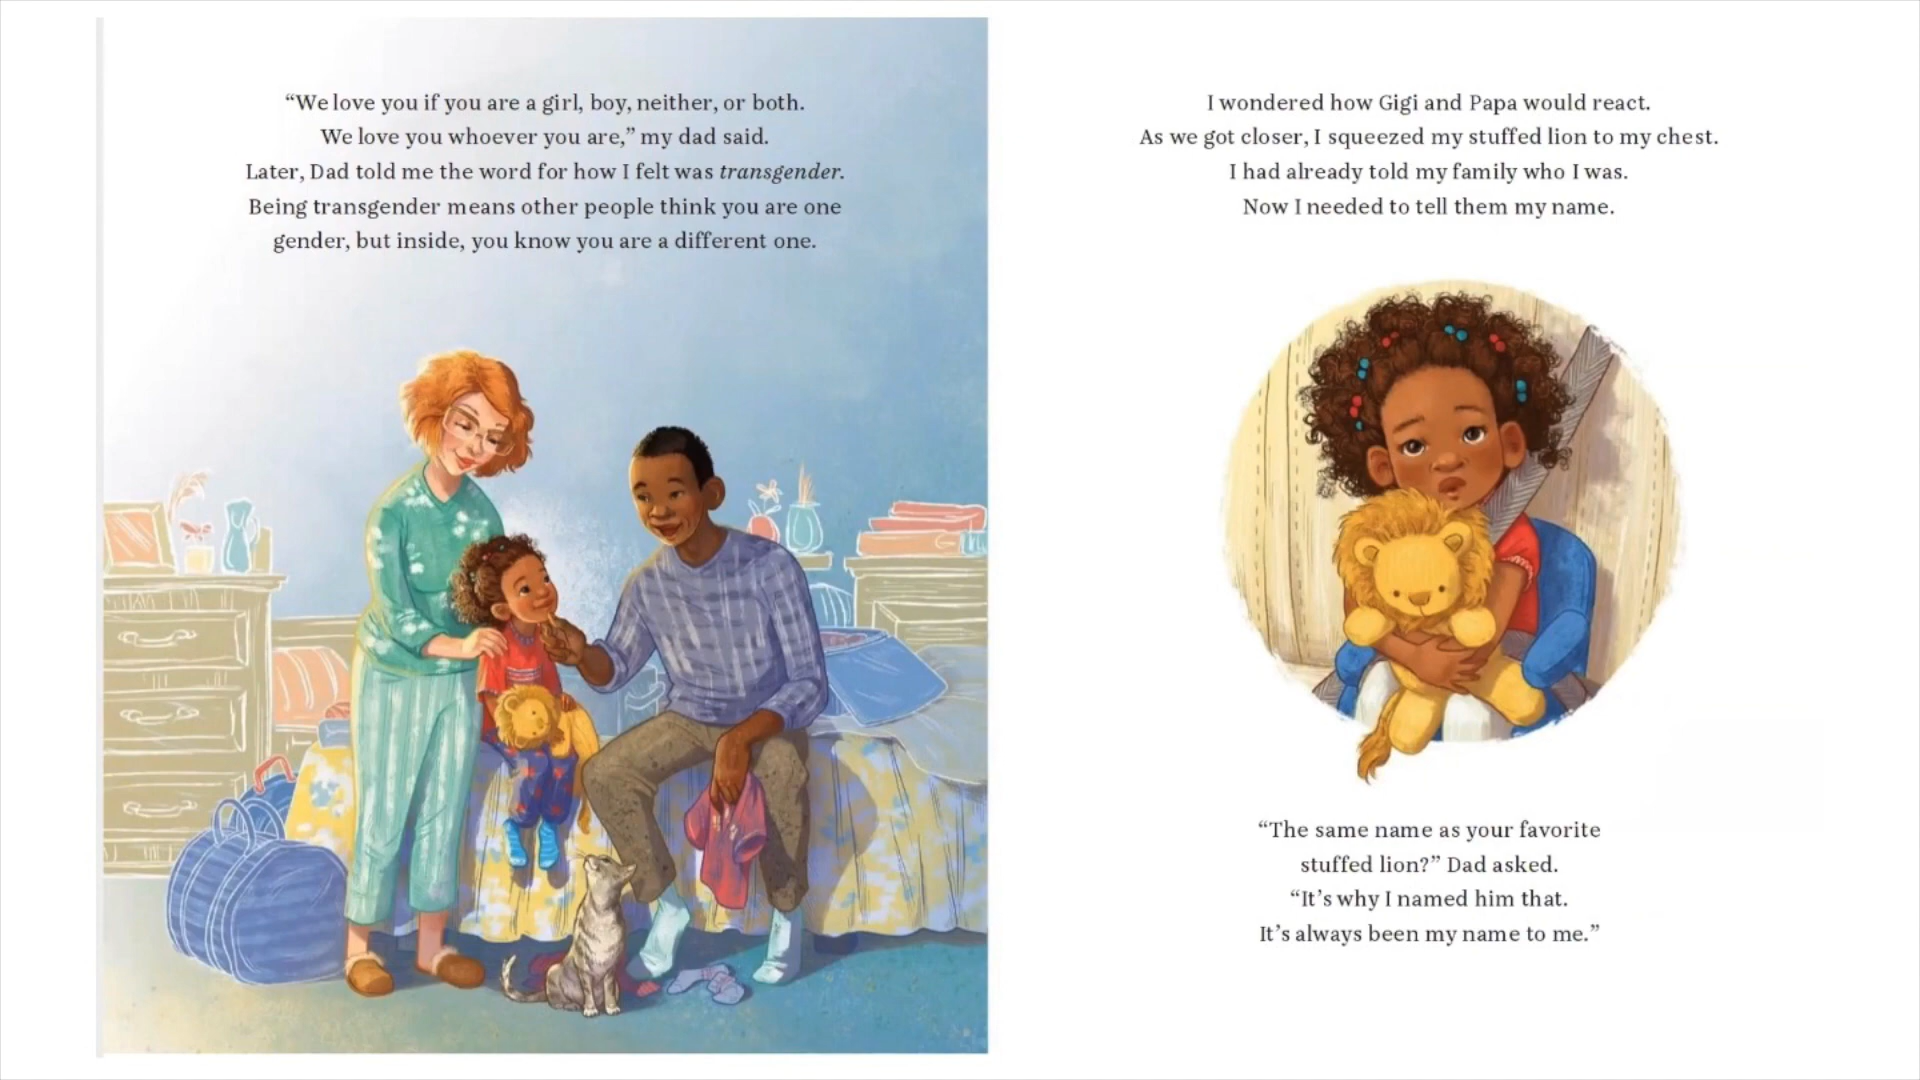 “We love you if you are a girl, boy, neither, or both.
We love you whoever you are,” my dad said.
Later, Dad told me the word for how I felt was transgender.
Being transgender means other people think you are one
gender, but inside, you know you are a different one.
I wondered how Gigi and Papa would react.
As we got closer, I squeezed my stuffed lion to my chest.
I had already told my family who I was.
Now I needed to tell them my name.
“The same name as your favorite
stuffed lion?” Dad asked.
“It’s why I named him that.
It’s always been my name to me.”